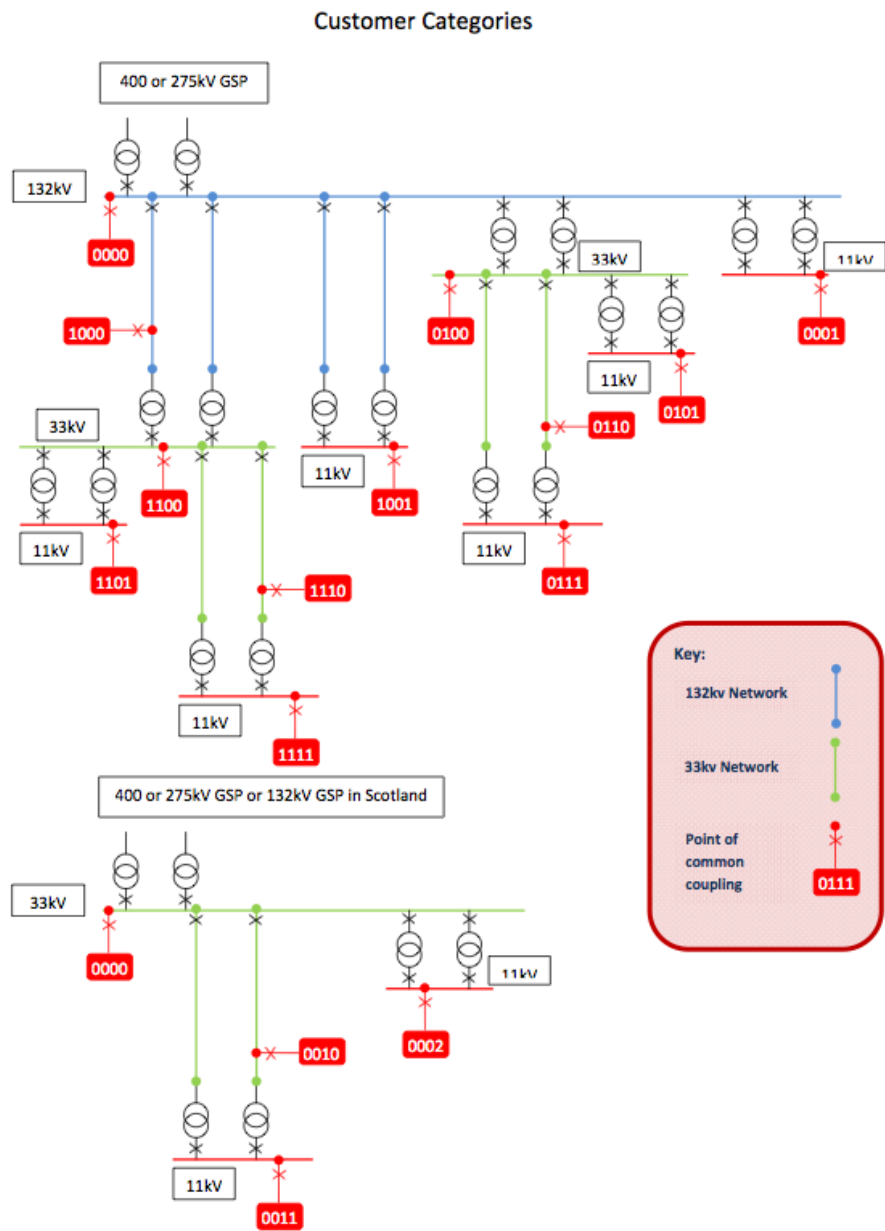 Customer Categories
400 or 275kV GSP
132kV
0000
33kV
11kV
1000
0100
0001
11kV
0101
0110
33kV
11kV
1100
1001
11kV
11kV
1101
0111
1110
Key:
132kv Network
11kV
1111
33kv Network
400 or 275kV GSP or 132kV GSP in Scotland
Point of
common
coupling
0111
33kV
0000
11kV
0002
0010
11kV
0011